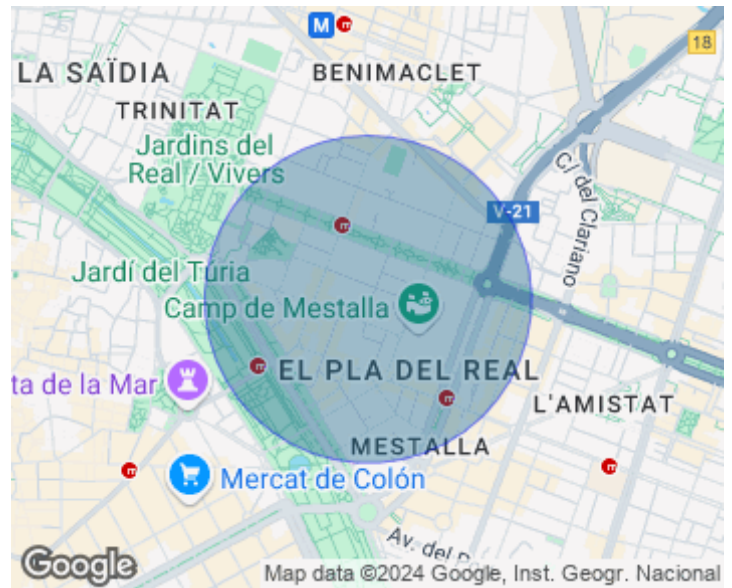 M
18
LA SAÏDIA
BENIMACLET
TRINITAT
Jardins del
Real / Vivers
C/ del Clariano
V-21
Jardí del Túria
Camp de Mestalla
EL PLA DEL REAL
ta de la Mar
L'AMISTAT
MESTALLA
Mercat de Colón
Av. del
Google
Map data ©2024 Google, Inst. Geogr. Nacional